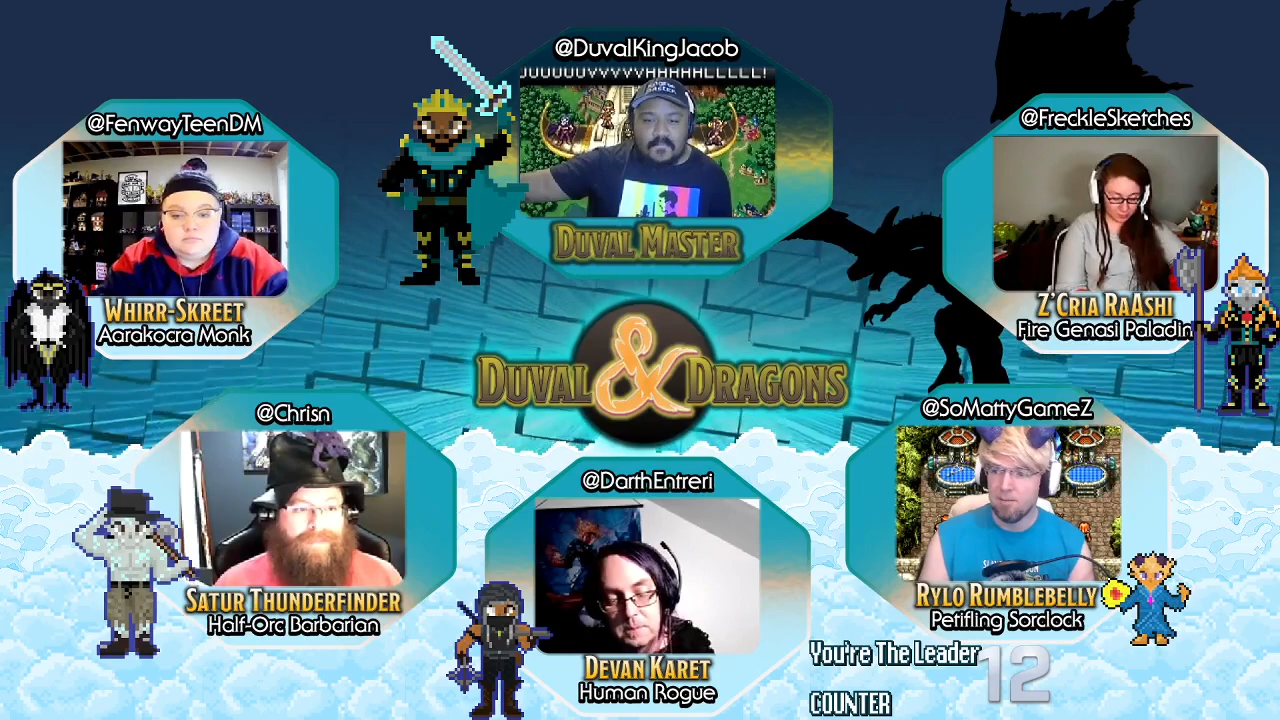 @DuvalKingJacob
UUUUUUVVVVVAAAAALLLLL!
DUVAL MASTER
@FenwayTeenDM
WHIRR-SKREET
Aarakocra Monk
@FreckleSketches
Z'CRIA RAASHI
Fire Genasi Paladin
DUVAL & DRAGONS
@Chrisn
SATUR THUNDERFINDER
Half-Orc Barbarian
@DarthEntreri
DEVAN KARET
Human Rogue
@SoMattyGameZ
RYLO RUMBLEBELLY
Petifling Sorclock
You're The Leader
COUNTER
12